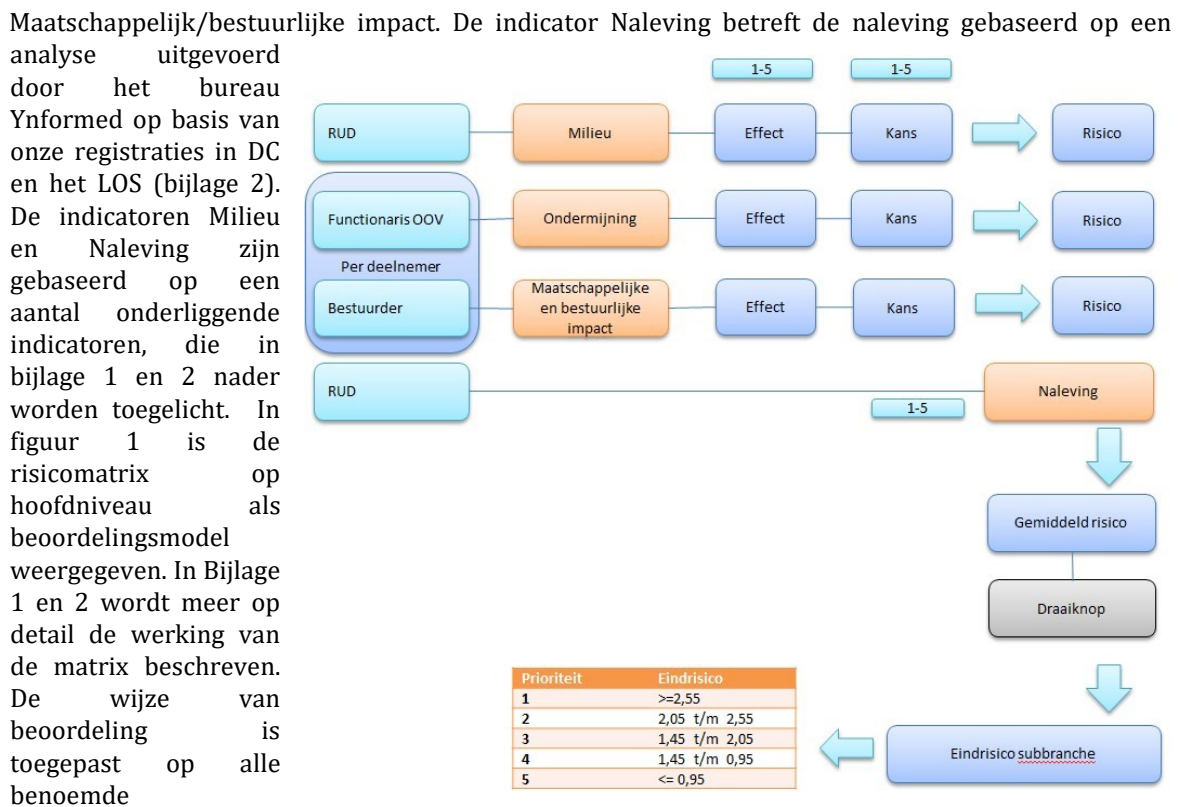 Maatschappelijk/bestuurlijke impact. De indicator Naleving betreft de naleving gebaseerd op een
analyse uitgevoerd
door het bureau
Ynformed op basis van
onze registraties in DC
en het LOS (bijlage 2).
De indicatoren Milieu
en Naleving zijn
gebaseerd op een
aantal onderliggende
indicatoren, die in
bijlage 1 en 2 nader
worden toegelicht. In
figuur 1 is de
risicomatrix op
hoofdniveau als
beoordelingsmodel
weergegeven. In Bijlage
1 en 2 wordt meer op
detail de werking van
de matrix beschreven.
De wijze van
beoordeling is
toegepast op alle
benoemde
1-5 1-5
RUD Milieu Effect Kans Risico
Functionaris OOV Ondermijning Effect Kans Risico
Per deelnemer
Bestuurder
Maatschappelijke
en bestuurlijke
impact
Effect Kans Risico
RUD Naleving
1-5
Gemiddeld risico
Draaiknop
Eindrisico subbranche
Prioriteit Eindrisico
1 >=2,55
2 2,05 t/m 2,55
3 1,45 t/m 2,05
4 1,45 t/m 0,95
5 <= 0,95